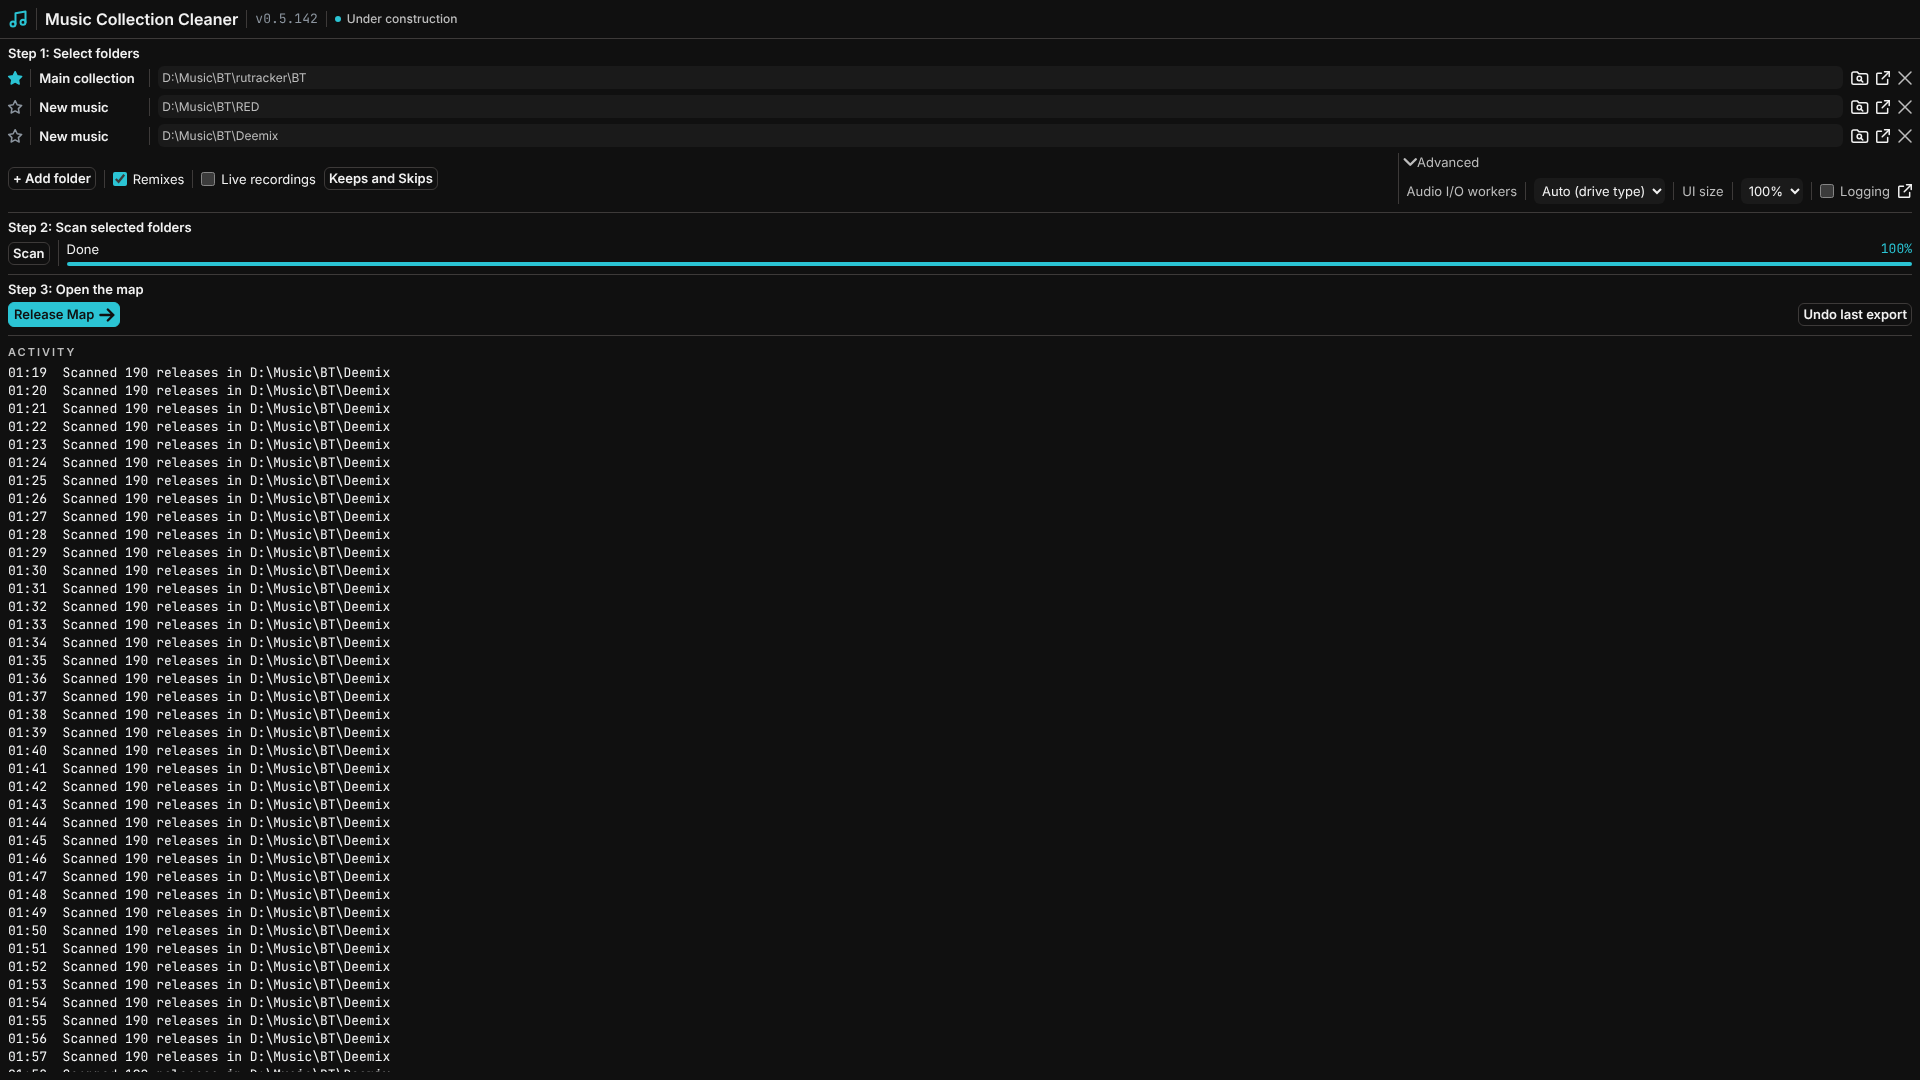 Music Collection Cleaner v0.5.142 Under construction
Step 1: Select folders
Main collection D:\Music\BT\rutracker\BT
New music D:\Music\BT\RED
New music D:\Music\BT\Deemix
+ Add folder Remixes Live recordings Keeps and Skips
Advanced
Audio I/O workers Auto (drive type) UI size 100% Logging
Step 2: Scan selected folders
Scan Done 100%
Step 3: Open the map
Release Map Undo last export
ACTIVITY
01:19 Scanned 190 releases in D:\Music\BT\Deemix
01:20 Scanned 190 releases in D:\Music\BT\Deemix
01:21 Scanned 190 releases in D:\Music\BT\Deemix
01:22 Scanned 190 releases in D:\Music\BT\Deemix
01:23 Scanned 190 releases in D:\Music\BT\Deemix
01:24 Scanned 190 releases in D:\Music\BT\Deemix
01:25 Scanned 190 releases in D:\Music\BT\Deemix
01:26 Scanned 190 releases in D:\Music\BT\Deemix
01:27 Scanned 190 releases in D:\Music\BT\Deemix
01:28 Scanned 190 releases in D:\Music\BT\Deemix
01:29 Scanned 190 releases in D:\Music\BT\Deemix
01:30 Scanned 190 releases in D:\Music\BT\Deemix
01:31 Scanned 190 releases in D:\Music\BT\Deemix
01:32 Scanned 190 releases in D:\Music\BT\Deemix
01:33 Scanned 190 releases in D:\Music\BT\Deemix
01:34 Scanned 190 releases in D:\Music\BT\Deemix
01:35 Scanned 190 releases in D:\Music\BT\Deemix
01:36 Scanned 190 releases in D:\Music\BT\Deemix
01:37 Scanned 190 releases in D:\Music\BT\Deemix
01:38 Scanned 190 releases in D:\Music\BT\Deemix
01:39 Scanned 190 releases in D:\Music\BT\Deemix
01:40 Scanned 190 releases in D:\Music\BT\Deemix
01:41 Scanned 190 releases in D:\Music\BT\Deemix
01:42 Scanned 190 releases in D:\Music\BT\Deemix
01:43 Scanned 190 releases in D:\Music\BT\Deemix
01:44 Scanned 190 releases in D:\Music\BT\Deemix
01:45 Scanned 190 releases in D:\Music\BT\Deemix
01:46 Scanned 190 releases in D:\Music\BT\Deemix
01:47 Scanned 190 releases in D:\Music\BT\Deemix
01:48 Scanned 190 releases in D:\Music\BT\Deemix
01:49 Scanned 190 releases in D:\Music\BT\Deemix
01:50 Scanned 190 releases in D:\Music\BT\Deemix
01:51 Scanned 190 releases in D:\Music\BT\Deemix
01:52 Scanned 190 releases in D:\Music\BT\Deemix
01:53 Scanned 190 releases in D:\Music\BT\Deemix
01:54 Scanned 190 releases in D:\Music\BT\Deemix
01:55 Scanned 190 releases in D:\Music\BT\Deemix
01:56 Scanned 190 releases in D:\Music\BT\Deemix
01:57 Scanned 190 releases in D:\Music\BT\Deemix